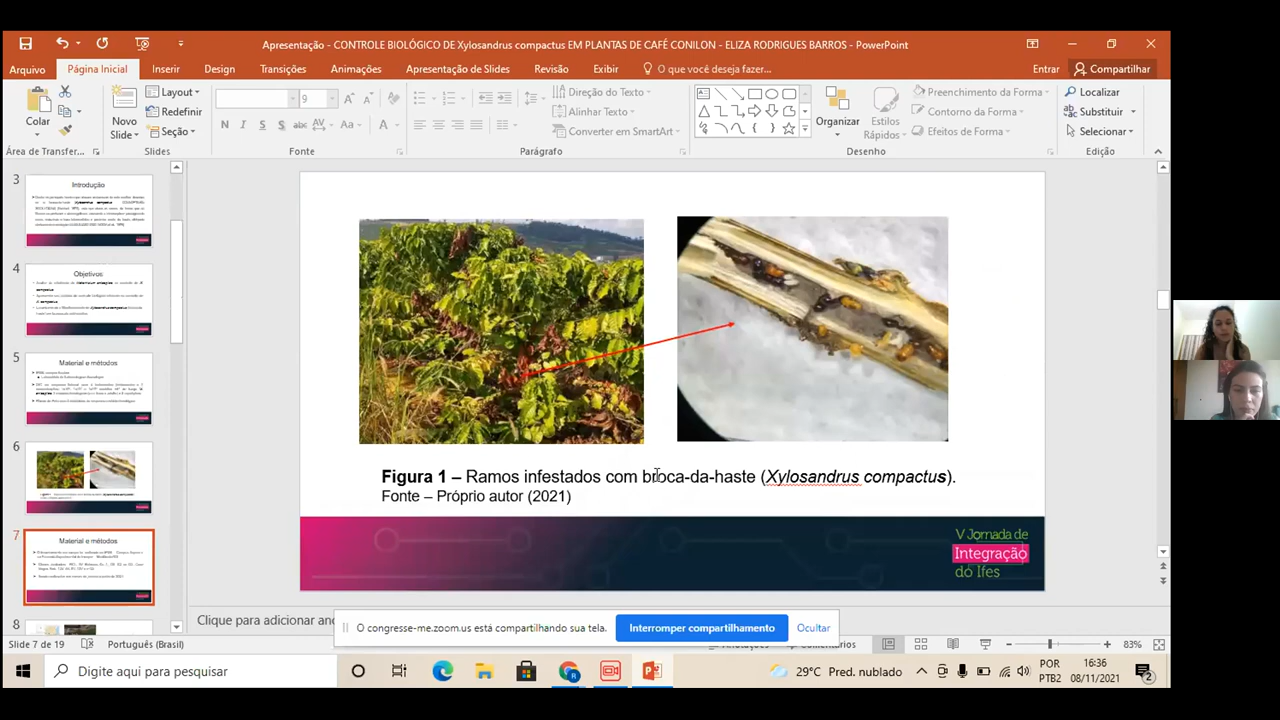 Apresentação - CONTROLE BIOLÓGICO DE Xylosandrus compactus EM PLANTAS DE CAFÉ CONILON - ELIZA RODRIGUES BARROS - PowerPoint
Arquivo Página Inicial Inserir Design Transições Animações Apresentação de Slides Revisão Exibir O que você deseja fazer... Entrar Compartilhar
Colar
Novo Slide
Layout
Redefinir
Seção
9
N I S S abc AV Aa A
Direção do Texto
Alinhar Texto
Converter em SmartArt
Organizar
Estilos Rápidos
Preenchimento da Forma
Contorno da Forma
Efeitos de Forma
Localizar
Substituir
Selecionar
Área de Transfer... Slides Fonte Parágrafo Desenho Edição
3
Introdução
4
Objetivos
5
Material e métodos
6
7
Material e métodos
8
Figura 1 – Ramos infestados com broca-da-haste (Xylosandrus compactus).
Fonte – Próprio autor (2021)
V Jornada de
Integração
do Ifes
Clique para adicionar
O congresse-me.zoom.us está compartilhando sua tela. Interromper compartilhamento Ocultar
Slide 7 de 19 Português (Brasil) 83%
Digite aqui para pesquisar
29°C Pred. nublado
POR
PTB2
16:36
08/11/2021
2